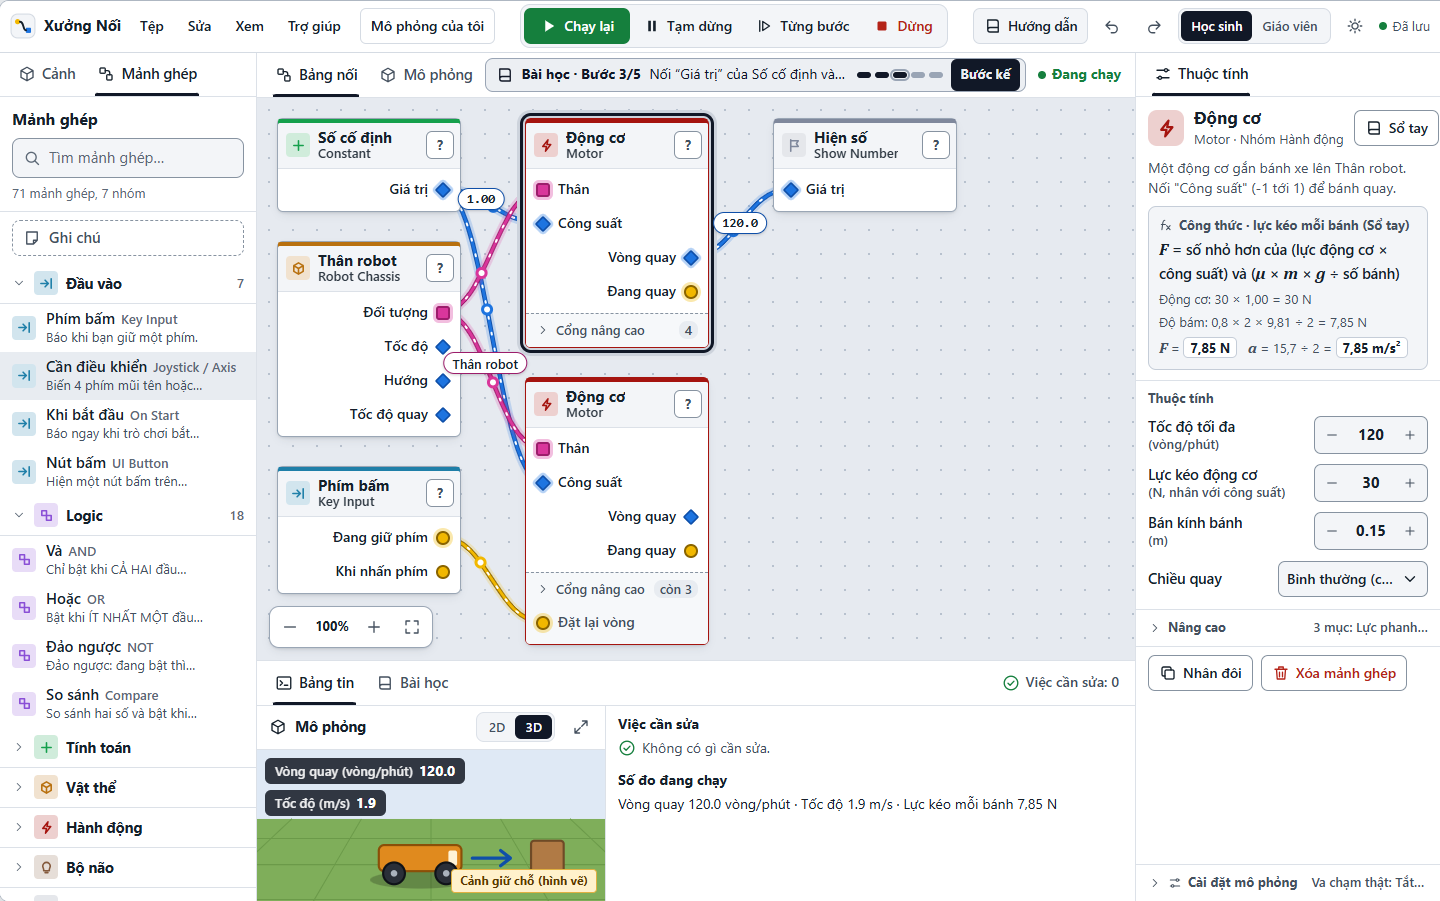 Xưởng Nối
Tệp
Sửa
Xem
Trợ giúp
Mô phỏng của tôi
Chạy lại
Tạm dừng
Từng bước
Dừng
Hướng dẫn
Học sinh
Giáo viên
Đã lưu
Cảnh
Mảnh ghép
Bảng nối
Mô phỏng
Bài học · Bước 3/5 Nối “Giá trị” của Số cố định và...
Bước kế
Đang chạy
Thuộc tính
Mảnh ghép
Tìm mảnh ghép...
71 mảnh ghép, 7 nhóm
Ghi chú
Đầu vào 7
Phím bấm Key Input
Báo khi bạn giữ một phím.
Cần điều khiển Joystick / Axis
Biến 4 phím mũi tên hoặc...
Khi bắt đầu On Start
Báo ngay khi trò chơi bắt...
Nút bấm UI Button
Hiện một nút bấm trên...
Logic 18
Và AND
Chỉ bật khi CẢ HAI đầu...
Hoặc OR
Bật khi ÍT NHẤT MỘT đầu...
Đảo ngược NOT
Đảo ngược: đang bật thì...
So sánh Compare
So sánh hai số và bật khi...
Tính toán
Vật thể
Hành động
Bộ não
Số cố định
Constant
?
Giá trị
1.00
Thân robot
Robot Chassis
?
Đối tượng
Tốc độ
Hướng
Tốc độ quay
Thân robot
Phím bấm
Key Input
?
Đang giữ phím
Khi nhấn phím
100%
Động cơ
Motor
?
Thân
Công suất
Vòng quay
Đang quay
Cổng nâng cao 4
Động cơ
Motor
?
Thân
Công suất
Vòng quay
Đang quay
Cổng nâng cao còn 3
Đặt lại vòng
120.0
Hiện số
Show Number
?
Giá trị
Bảng tin
Bài học
Việc cần sửa: 0
Mô phỏng
2D
3D
Vòng quay (vòng/phút) 120.0
Tốc độ (m/s) 1.9
Cảnh giữ chỗ (hình vẽ)
Việc cần sửa
Không có gì cần sửa.
Số đo đang chạy
Vòng quay 120.0 vòng/phút · Tốc độ 1.9 m/s · Lực kéo mỗi bánh 7,85 N
Động cơ
Motor · Nhóm Hành động
Sổ tay
Một động cơ gắn bánh xe lên Thân robot.
Nối "Công suất" (-1 tới 1) để bánh quay.
fx Công thức · lực kéo mỗi bánh (Sổ tay)
F = số nhỏ hơn của (lực động cơ ×
công suất) và (μ × m × g ÷ số bánh)
Động cơ: 30 × 1,00 = 30 N
Độ bám: 0,8 × 2 × 9,81 ÷ 2 = 7,85 N
F = 7,85 N a = 15,7 ÷ 2 = 7,85 m/s²
Thuộc tính
Tốc độ tối đa
(vòng/phút)
120
Lực kéo động cơ
(N, nhân với công suất)
30
Bán kính bánh
(m)
0.15
Chiều quay
Bình thường (c...
Nâng cao
3 mục: Lực phanh...
Nhân đôi
Xóa mảnh ghép
Cài đặt mô phỏng
Va chạm thật: Tắt...